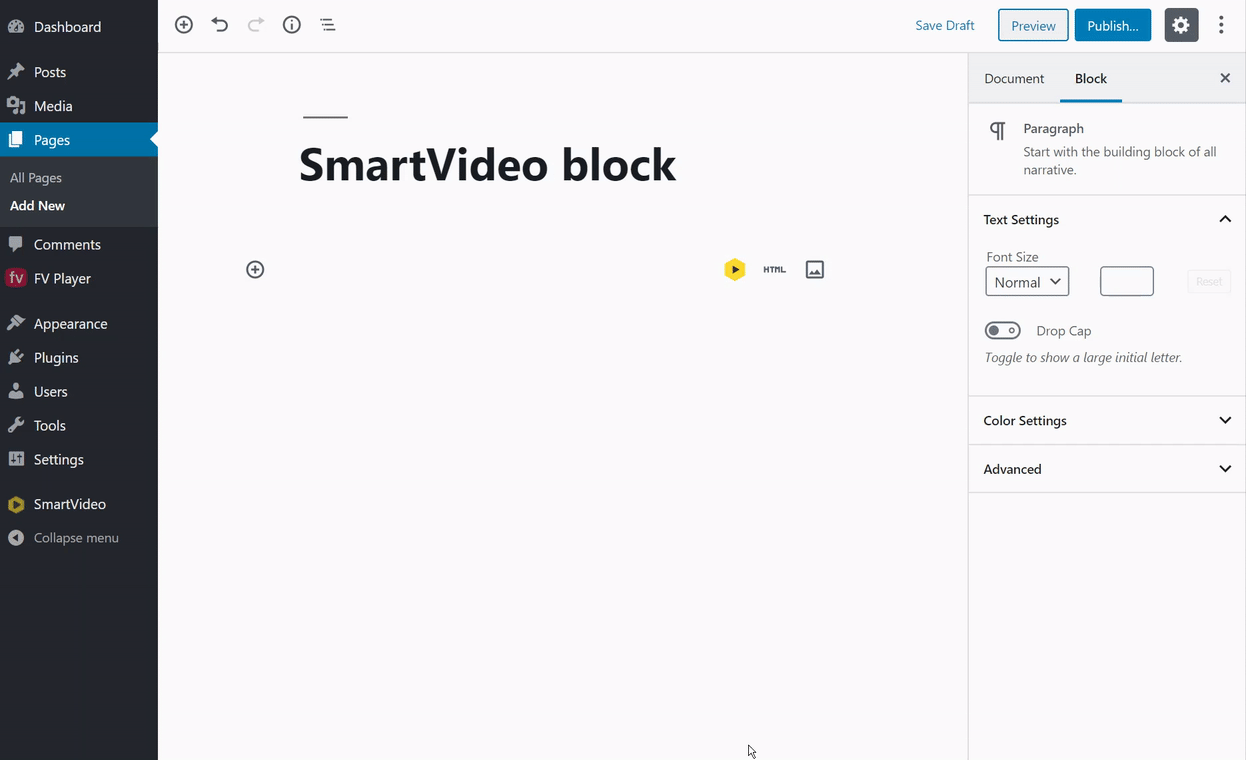 Dashboard
Posts
Media
Pages
All Pages
Add New
Comments
fv FV Player
Appearance
Plugins
Users
Tools
Settings
SmartVideo
Collapse menu
Save Draft
Preview
Publish...
SmartVideo block
HTML
Document
Block
Paragraph
Start with the building block of all
narrative.
Text Settings
Font Size
Normal
Reset
Drop Cap
Toggle to show a large initial letter.
Color Settings
Advanced